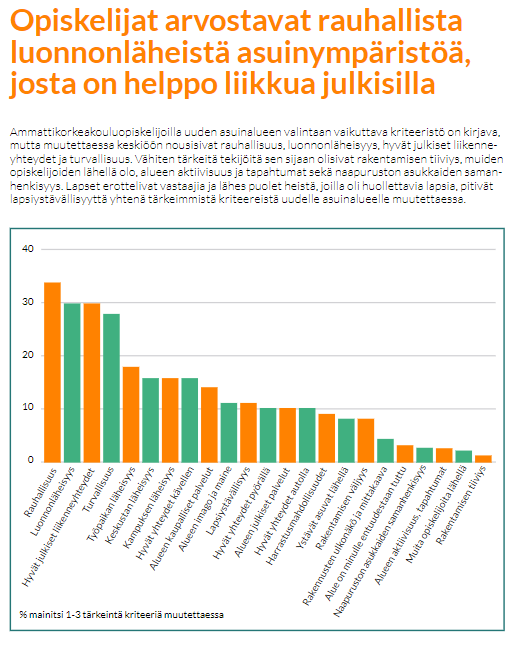 Opiskelijat arvostavat rauhallista
luonnonläheistä asuinympäristöä,
josta on helppo liikkua julkisilla
Ammattikorkeakouluopiskelijoilla uuden asuinalueen valintaan vaikuttava kriteeristö on kirjava,
mutta muutettaessa keskiöön nousisivat rauhallisuus, luonnonläheisyys, hyvät julkiset liikenne-
yhteydet ja turvallisuus. Vähiten tärkeitä tekijöitä sen sijaan olisivat rakentamisen tiiviys, muiden
opiskelijoiden lähellä olo, alueen aktiivisuus ja tapahtumat sekä naapuruston asukkaiden saman-
henkisyys. Lapset erottelivat vastaajia ja lähes puolet heistä, joilla oli huollettavia lapsia, pitivät
lapsiystävällisyyttä yhtenä tärkeimmistä kriteereistä uudelle asuinalueelle muutettaessa.
40
30
20
10
0
Rauhallisuus
Luonnonläheisyys
Hyvät julkiset liikenneyhteydet
Turvallisuus
Työpaikan läheisyys
Keskustan läheisyys
Kampuksen läheisyys
Hyvät yhteydet kävellen
Alueen kaupalliset palvelut
Alueen imago ja maine
Lapsiystävällisyys
Hyvät yhteydet pyörällä
Alueen julkiset palvelut
Hyvät yhteydet autolla
Harrastusmahdollisuudet
Ystävät asuvat lähellä
Rakentamisen väljyys
Rakennusten ulkonäkö ja mittakaava
Alue on minulle entuudestaan tuttu
Naapuruston asukkaiden samanhenkisyys
Alueen aktiivisuus, tapahtumat
Muita opiskelijoita lähellä
Rakentamisen tiiviys
% mainitsi 1-3 tärkeintä kriteeriä muutettaessa